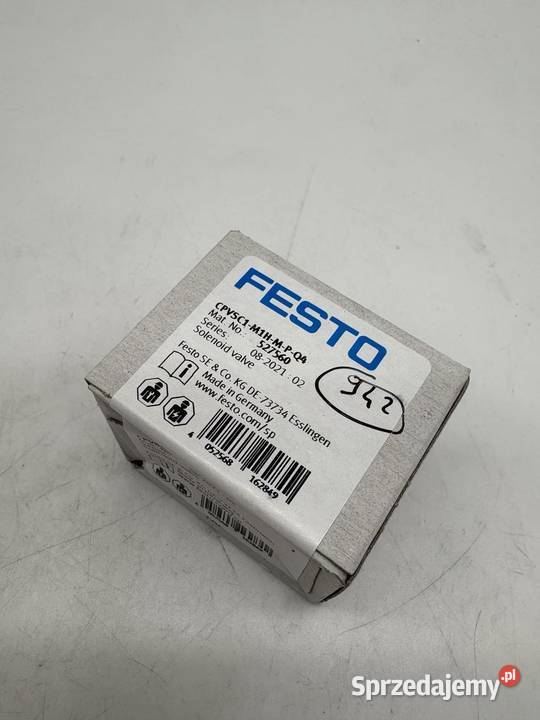 FESTO
CPVSC1-M1H-M-P-Q4
Mat. No.: 527560
Series: 08-2021 : 02
Solenoid valve
Festo SE & Co. KG DE-73734 Esslingen
Made in Germany
www.festo.com/sp
942
4 052568 162849
Sprzedajemy.pl